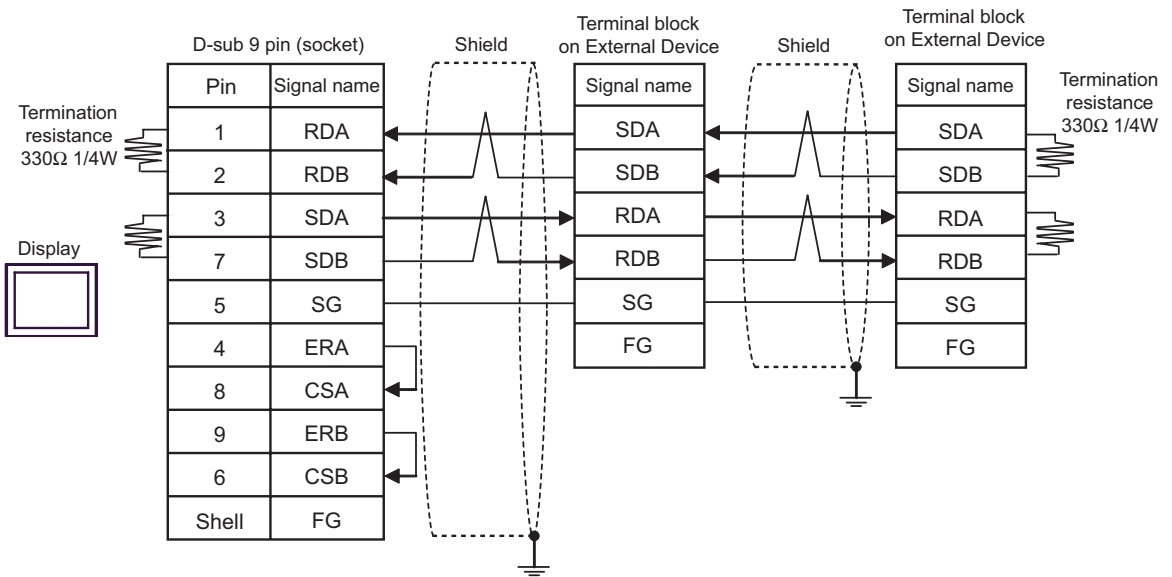 Terminal block
on External Device
Terminal block
on External Device
D-sub 9 pin (socket)
Shield
Shield
Pin Signal name
Signal name
Signal name
Termination
resistance
330Ω 1/4W
Termination
resistance
330Ω 1/4W
1 RDA SDA SDA
2 RDB SDB SDB
3 SDA RDA RDA
7 SDB RDB RDB
Display
5 SG SG SG
4 ERA FG FG
8 CSA
9 ERB
6 CSB
Shell FG